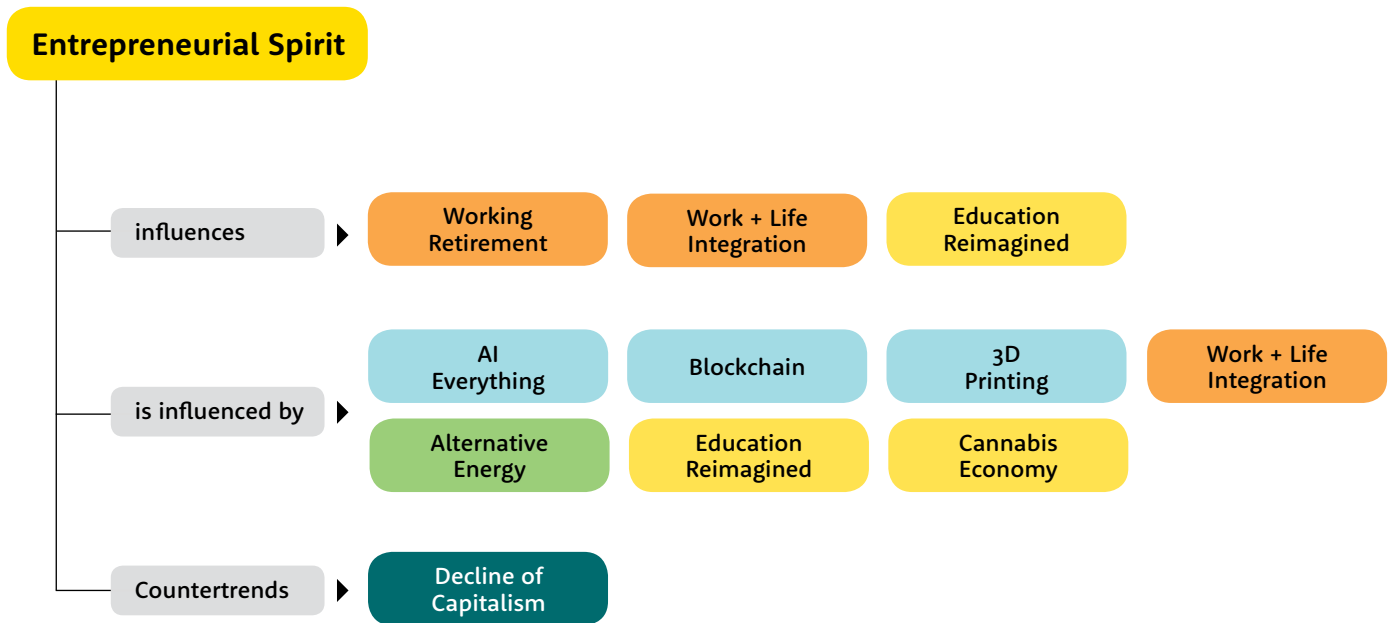 Entrepreneurial Spirit
influences
Working
Retirement
Work + Life
Integration
Education
Reimagined
is influenced by
AI
Everything
Blockchain
3D
Printing
Work + Life
Integration
Alternative
Energy
Education
Reimagined
Cannabis
Economy
Countertrends
Decline of
Capitalism